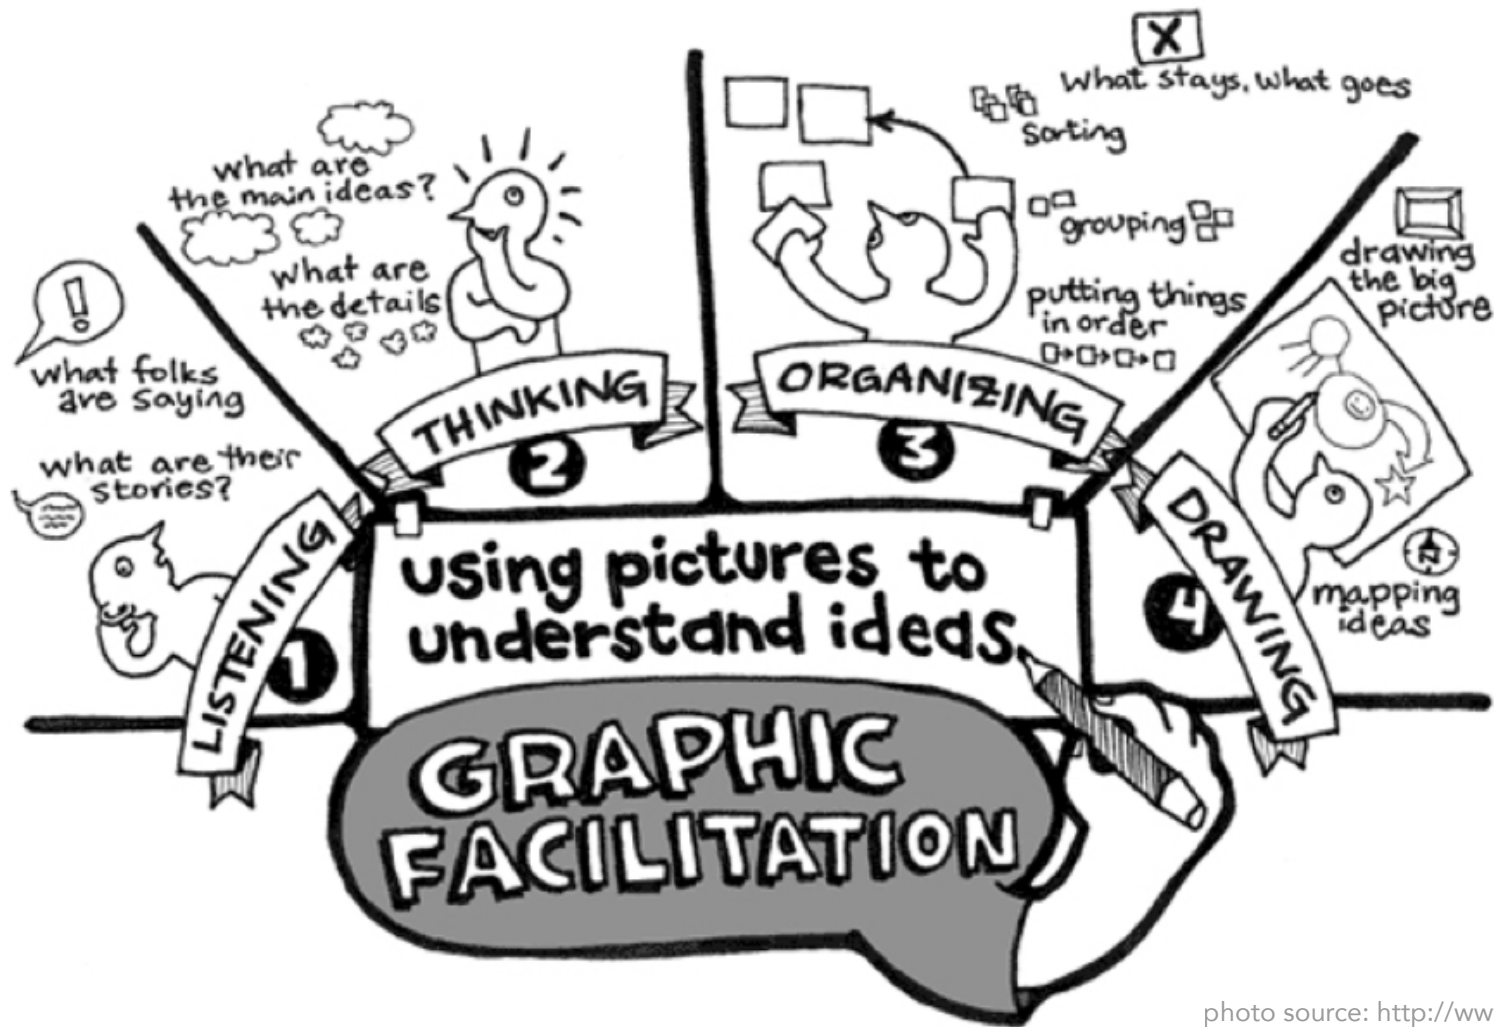 GRAPHIC
FACILITATION
using pictures to
understand ideas.
1
LISTENING
!
what folks
are saying
what are their
stories?
2
THINKING
what are
the main ideas?
what are
the details
3
ORGANIZING
X
What stays, what goes
sorting
grouping
putting things
in order
4
DRAWING
drawing
the big
picture
N
mapping
ideas
photo source: http://ww